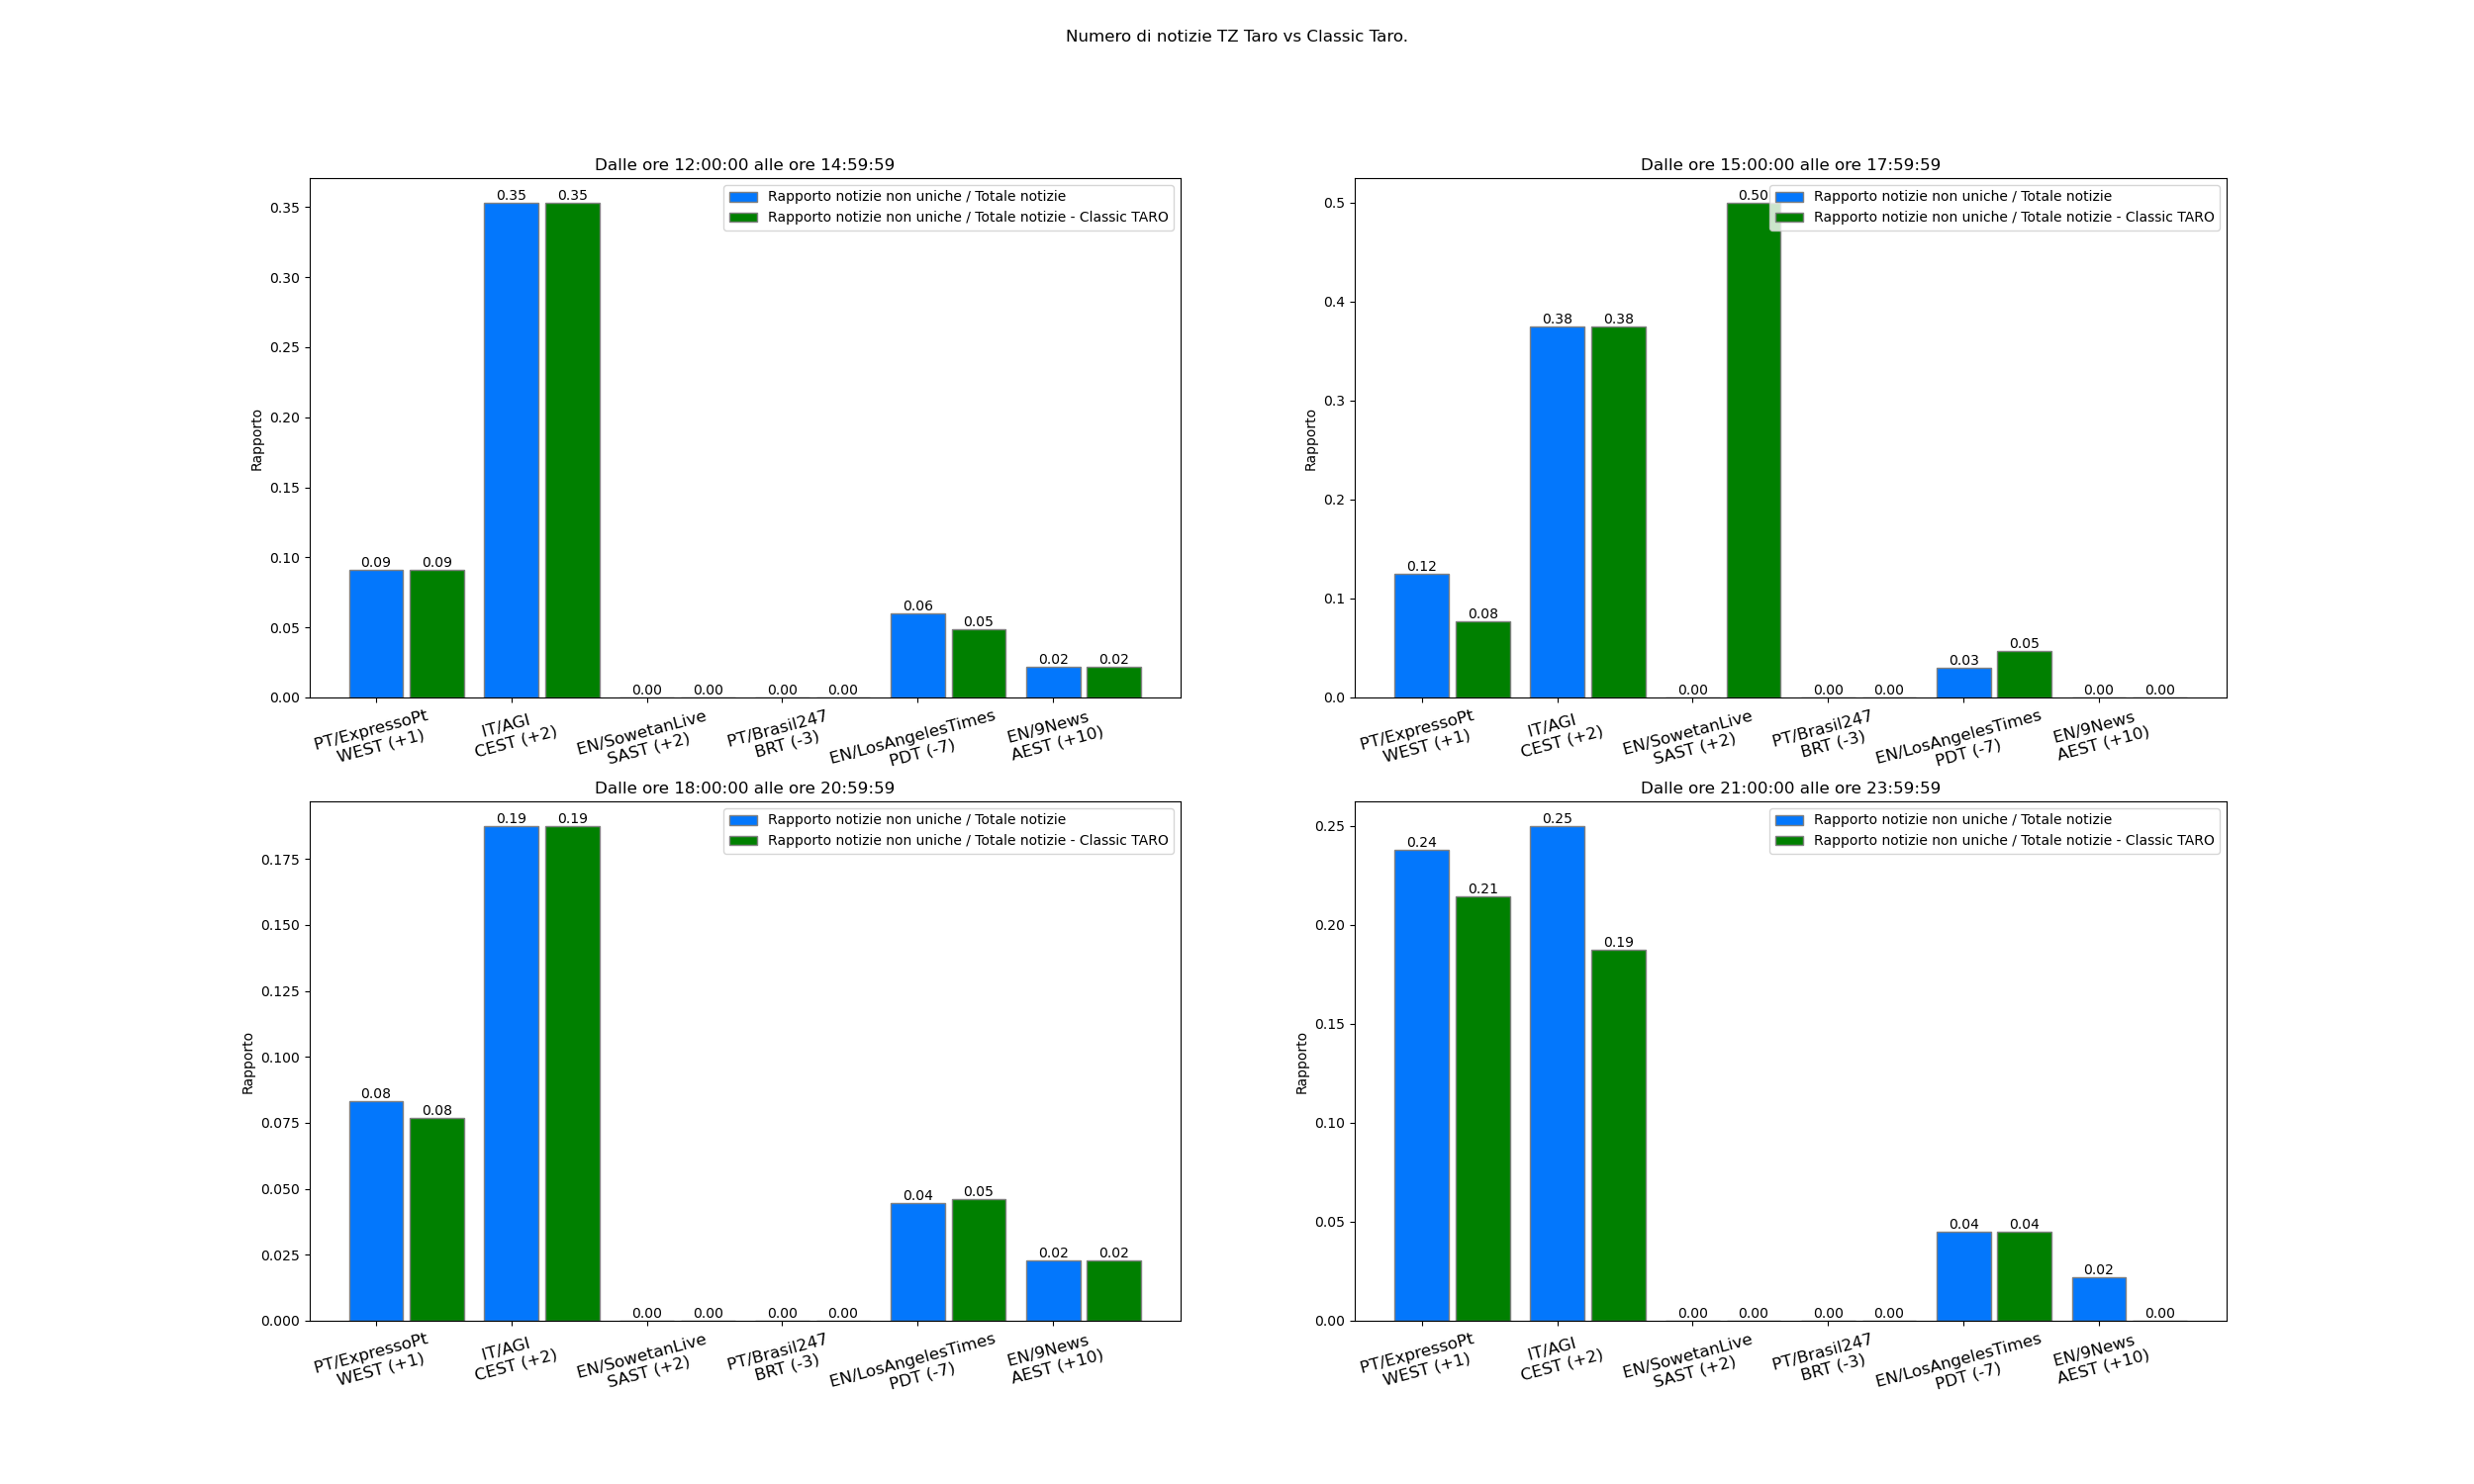 Numero di notizie TZ Taro vs Classic Taro.
Dalle ore 12:00:00 alle ore 14:59:59
Rapporto notizie non uniche / Totale notizie
Rapporto notizie non uniche / Totale notizie - Classic TARO
Rapporto
0.35
0.30
0.25
0.20
0.15
0.10
0.05
0.00
0.09
0.09
0.35
0.35
0.00
0.00
0.00
0.00
0.06
0.05
0.02
0.02
PT/ExpressoPt
WEST (+1)
IT/AGI
CEST (+2)
EN/SowetanLive
SAST (+2)
PT/Brasil247
BRT (-3)
EN/LosAngelesTimes
PDT (-7)
EN/9News
AEST (+10)
Dalle ore 15:00:00 alle ore 17:59:59
Rapporto notizie non uniche / Totale notizie
Rapporto notizie non uniche / Totale notizie - Classic TARO
Rapporto
0.5
0.4
0.3
0.2
0.1
0.0
0.12
0.08
0.38
0.38
0.00
0.50
0.00
0.00
0.03
0.05
0.00
0.00
PT/ExpressoPt
WEST (+1)
IT/AGI
CEST (+2)
EN/SowetanLive
SAST (+2)
PT/Brasil247
BRT (-3)
EN/LosAngelesTimes
PDT (-7)
EN/9News
AEST (+10)
Dalle ore 18:00:00 alle ore 20:59:59
Rapporto notizie non uniche / Totale notizie
Rapporto notizie non uniche / Totale notizie - Classic TARO
Rapporto
0.175
0.150
0.125
0.100
0.075
0.050
0.025
0.000
0.08
0.08
0.19
0.19
0.00
0.00
0.00
0.00
0.04
0.05
0.02
0.02
PT/ExpressoPt
WEST (+1)
IT/AGI
CEST (+2)
EN/SowetanLive
SAST (+2)
PT/Brasil247
BRT (-3)
EN/LosAngelesTimes
PDT (-7)
EN/9News
AEST (+10)
Dalle ore 21:00:00 alle ore 23:59:59
Rapporto notizie non uniche / Totale notizie
Rapporto notizie non uniche / Totale notizie - Classic TARO
Rapporto
0.25
0.20
0.15
0.10
0.05
0.00
0.24
0.21
0.25
0.19
0.00
0.00
0.00
0.00
0.04
0.04
0.02
0.00
PT/ExpressoPt
WEST (+1)
IT/AGI
CEST (+2)
EN/SowetanLive
SAST (+2)
PT/Brasil247
BRT (-3)
EN/LosAngelesTimes
PDT (-7)
EN/9News
AEST (+10)